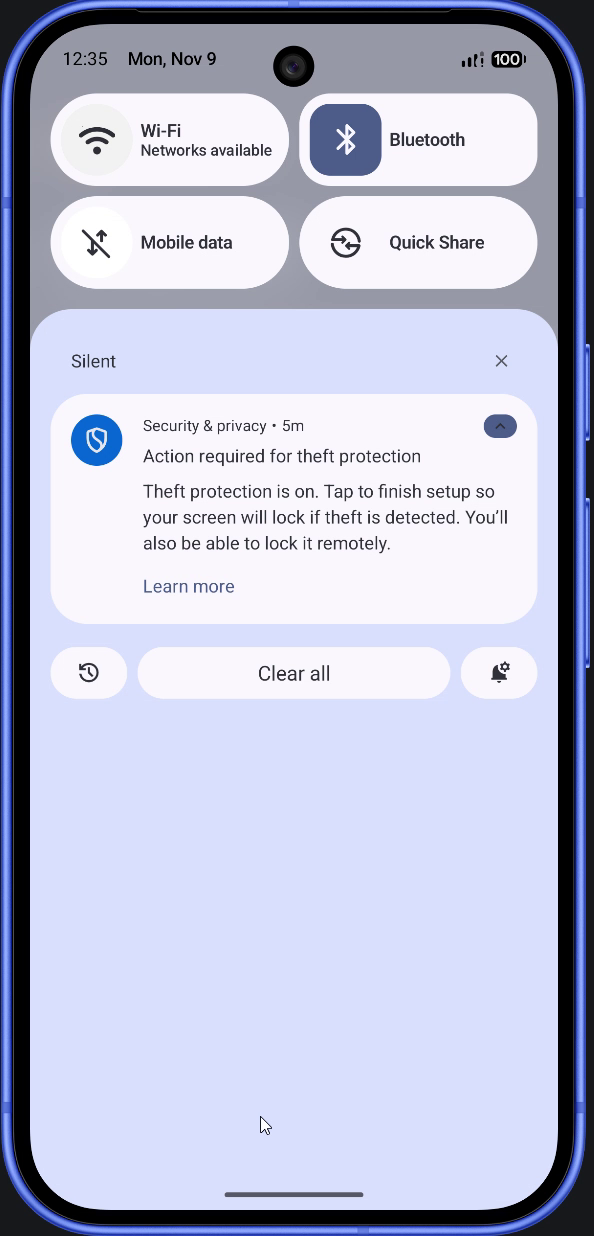 12:35 Mon, Nov 9 100
Wi-Fi
Networks available
Bluetooth
Mobile data
Quick Share
Silent
Security & privacy • 5m
Action required for theft protection
Theft protection is on. Tap to finish setup so
your screen will lock if theft is detected. You’ll
also be able to lock it remotely.
Learn more
Clear all